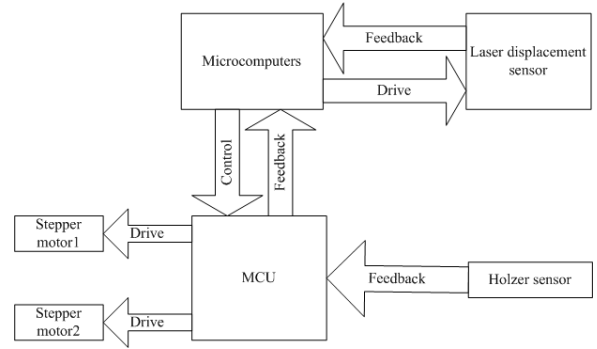 Feedback
Microcomputers
Laser displacement
sensor
Drive
Control
Feedback
Stepper
motor1
Drive
MCU
Feedback
Holzer sensor
Stepper
motor2
Drive